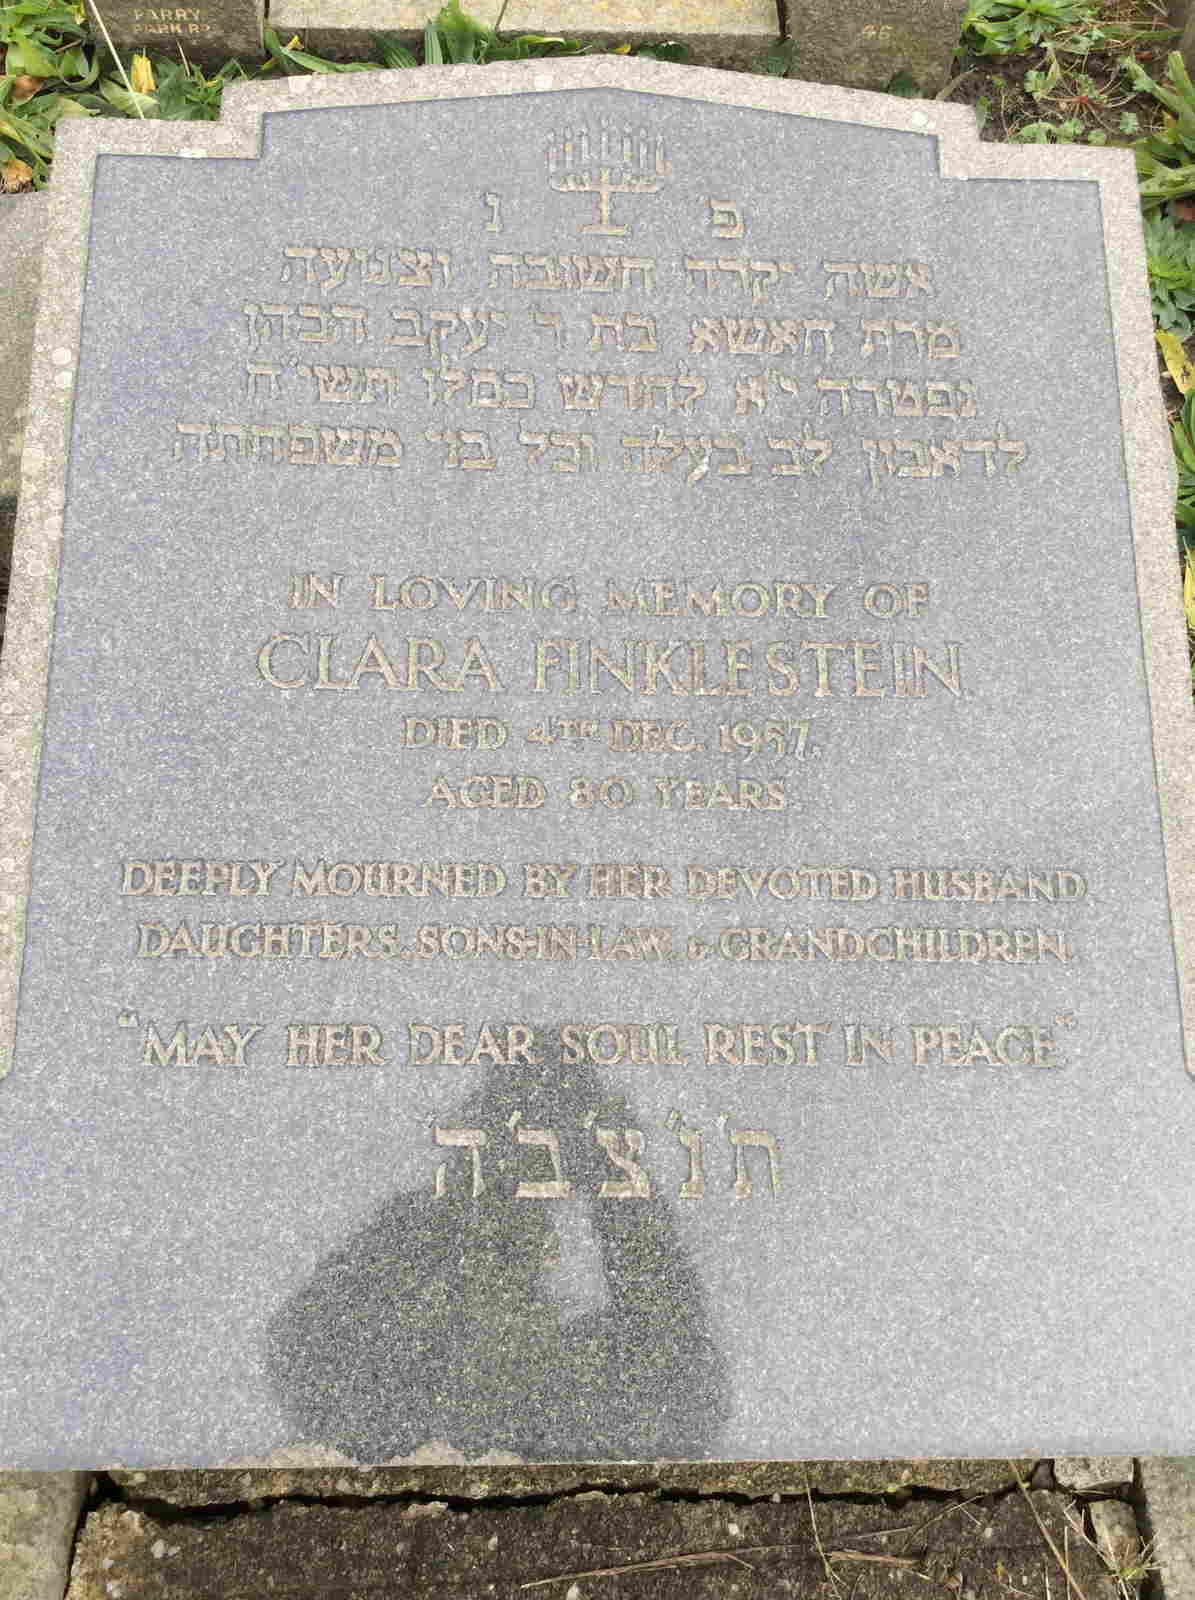 PARRY
PARK RD
46
פ נ
אשה יקרה חשובה וצנועה
מרת חאשא בת ר יעקב הכהן
נפטרה י״א לחדש כסלו תשי״ח
לדאבון לב בעלה וכל בני משפחתה
IN LOVING MEMORY OF
CLARA FINKLESTEIN
DIED 4TH DEC. 1957.
AGED 80 YEARS
DEEPLY MOURNED BY HER DEVOTED HUSBAND,
DAUGHTERS, SONS-IN-LAW, & GRANDCHILDREN.
"MAY HER DEAR SOUL REST IN PEACE"
ת'נ'צ'ב'ה'